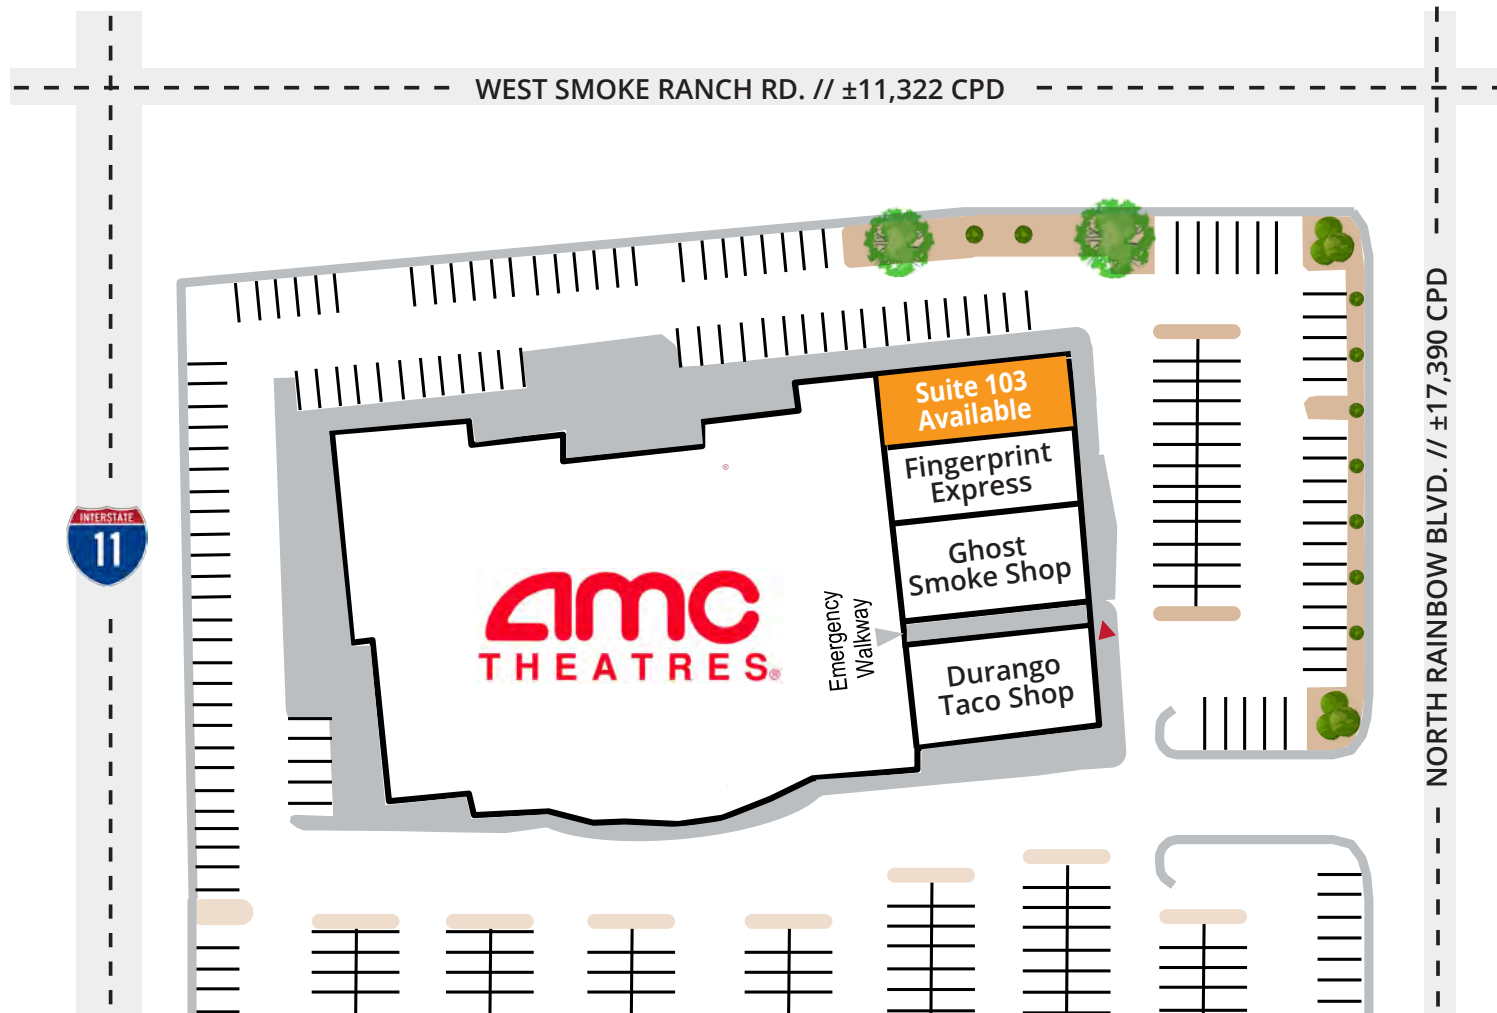 WEST SMOKE RANCH RD. // ±11,322 CPD
Suite 103
Available
Fingerprint
Express
Ghost
Smoke Shop
Emergency
Walkway
Durango
Taco Shop
amc
THEATRES®
®
INTERSTATE
11
NORTH RAINBOW BLVD. // ±17,390 CPD